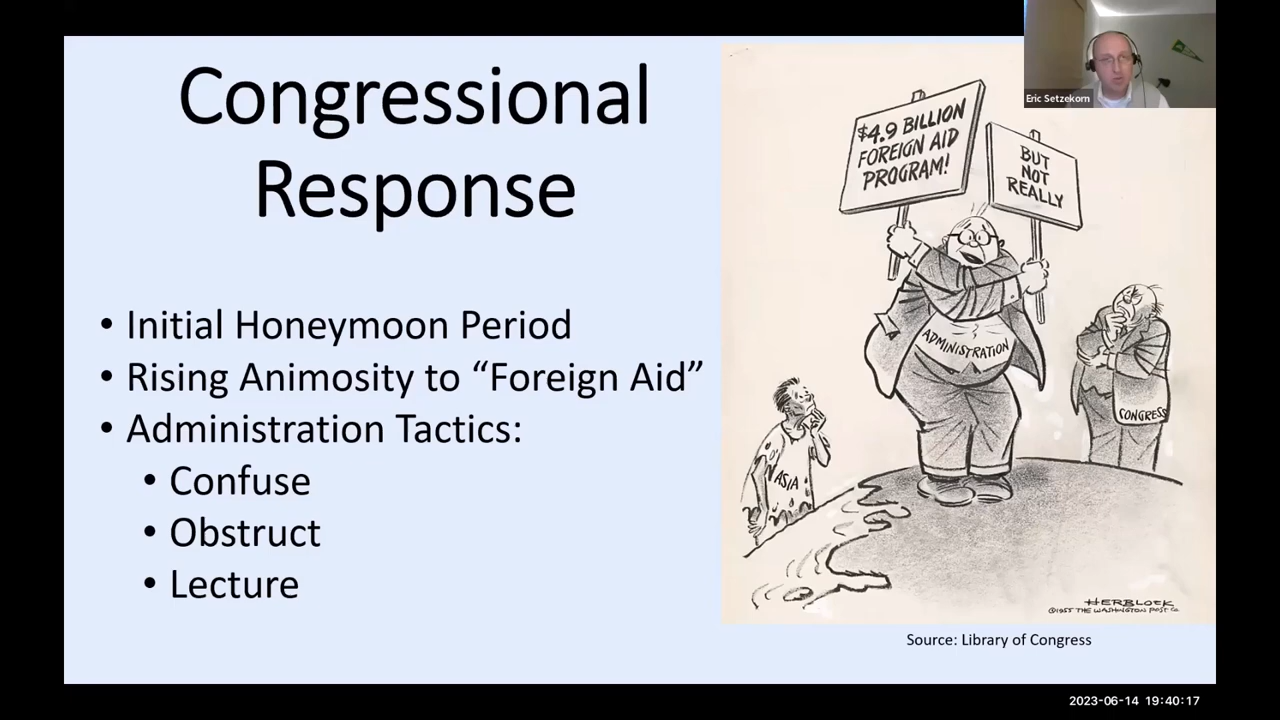 Congressional
Response
• Initial Honeymoon Period
• Rising Animosity to “Foreign Aid”
• Administration Tactics:
• Confuse
• Obstruct
• Lecture
$4.9 BILLION
FOREIGN AID
PROGRAM!
BUT
NOT
REALLY
ADMINISTRATION
CONGRESS
ASIA
HERBLOCK
©1955 THE WASHINGTON POST CO.
Source: Library of Congress
Eric Setzekorn
2023-06-14 19:40:17